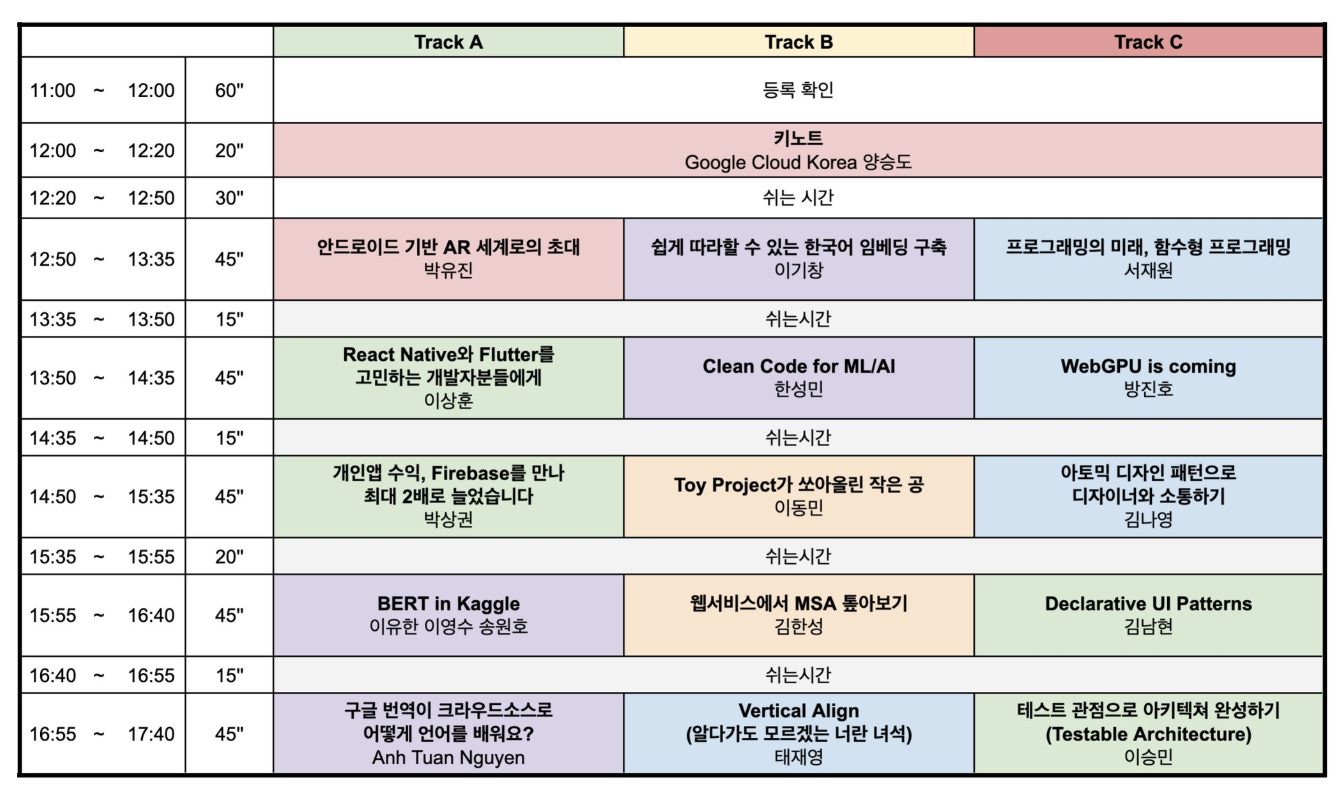 Track A Track B Track C
11:00 ~ 12:00 60" 등록 확인
12:00 ~ 12:20 20" 키노트
Google Cloud Korea 양승도
12:20 ~ 12:50 30" 쉬는 시간
12:50 ~ 13:35 45"
안드로이드 기반 AR 세계로의 초대
박유진
쉽게 따라할 수 있는 한국어 임베딩 구축
이기창
프로그래밍의 미래, 함수형 프로그래밍
서재원
13:35 ~ 13:50 15" 쉬는시간
13:50 ~ 14:35 45"
React Native와 Flutter를
고민하는 개발자분들에게
이상훈
Clean Code for ML/AI
한성민
WebGPU is coming
방진호
14:35 ~ 14:50 15" 쉬는시간
14:50 ~ 15:35 45"
개인앱 수익, Firebase를 만나
최대 2배로 늘었습니다
박상권
Toy Project가 쏘아올린 작은 공
이동민
아토믹 디자인 패턴으로
디자이너와 소통하기
김나영
15:35 ~ 15:55 20" 쉬는시간
15:55 ~ 16:40 45"
BERT in Kaggle
이유한 이영수 송원호
웹서비스에서 MSA 톺아보기
김한성
Declarative UI Patterns
김남현
16:40 ~ 16:55 15" 쉬는시간
16:55 ~ 17:40 45"
구글 번역이 크라우드소스로
어떻게 언어를 배워요?
Anh Tuan Nguyen
Vertical Align
(알다가도 모르겠는 너란 녀석)
태재영
테스트 관점으로 아키텍쳐 완성하기
(Testable Architecture)
이승민